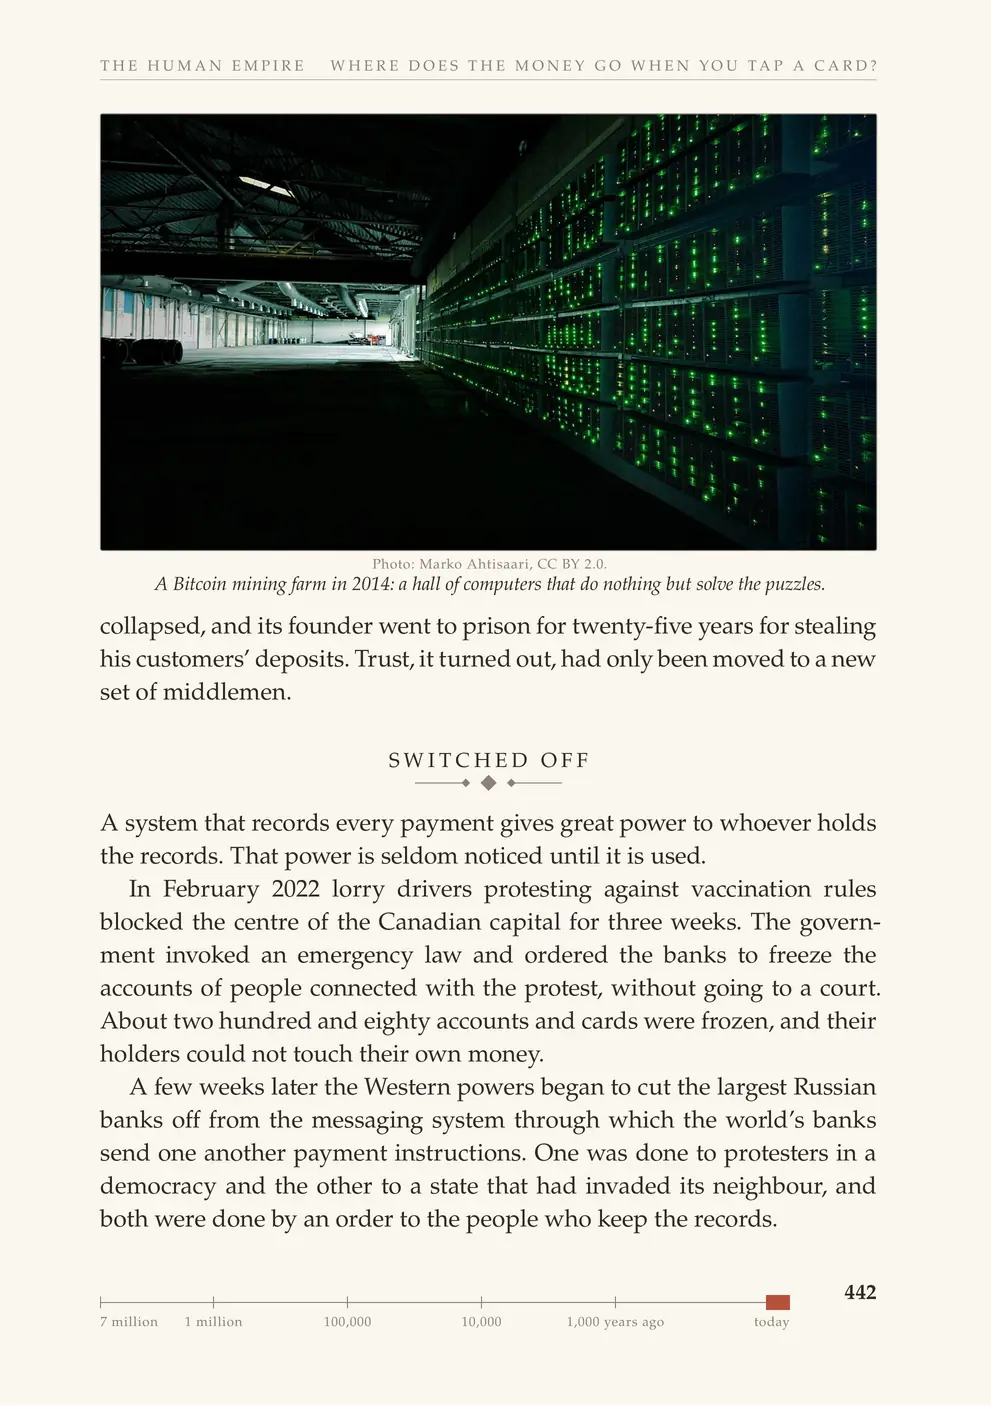 THE HUMAN EMPIRE WHERE DOES THE MONEY GO WHEN YOU TAP A CARD?
Photo: Marko Ahtisaari, CC BY 2.0.
A Bitcoin mining farm in 2014: a hall of computers that do nothing but solve the puzzles.
collapsed, and its founder went to prison for twenty-five years for stealing
his customers’ deposits. Trust, it turned out, had only been moved to a new
set of middlemen.
SWITCHED OFF
A system that records every payment gives great power to whoever holds
the records. That power is seldom noticed until it is used.
In February 2022 lorry drivers protesting against vaccination rules
blocked the centre of the Canadian capital for three weeks. The govern-
ment invoked an emergency law and ordered the banks to freeze the
accounts of people connected with the protest, without going to a court.
About two hundred and eighty accounts and cards were frozen, and their
holders could not touch their own money.
A few weeks later the Western powers began to cut the largest Russian
banks off from the messaging system through which the world’s banks
send one another payment instructions. One was done to protesters in a
democracy and the other to a state that had invaded its neighbour, and
both were done by an order to the people who keep the records.
442
7 million 1 million 100,000 10,000 1,000 years ago today